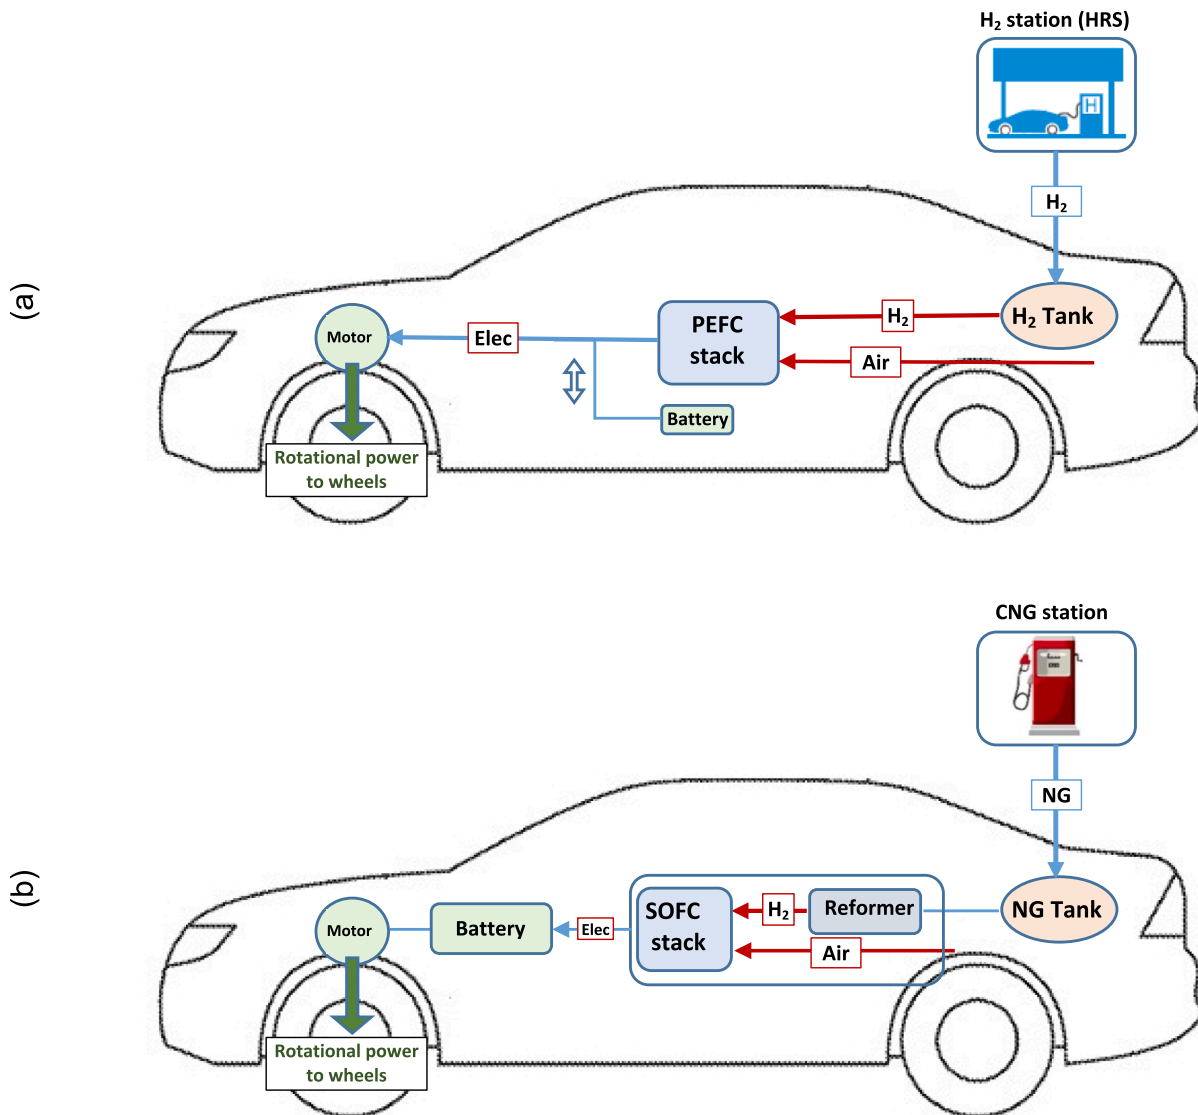 H₂ station (HRS)
H
H₂
(a)
H₂ Tank
H₂
PEFC
stack
Elec
Motor
Air
Battery
Rotational power
to wheels
CNG station
NG
(b)
NG Tank
Reformer
H₂
SOFC
stack
Air
Elec
Battery
Motor
Rotational power
to wheels